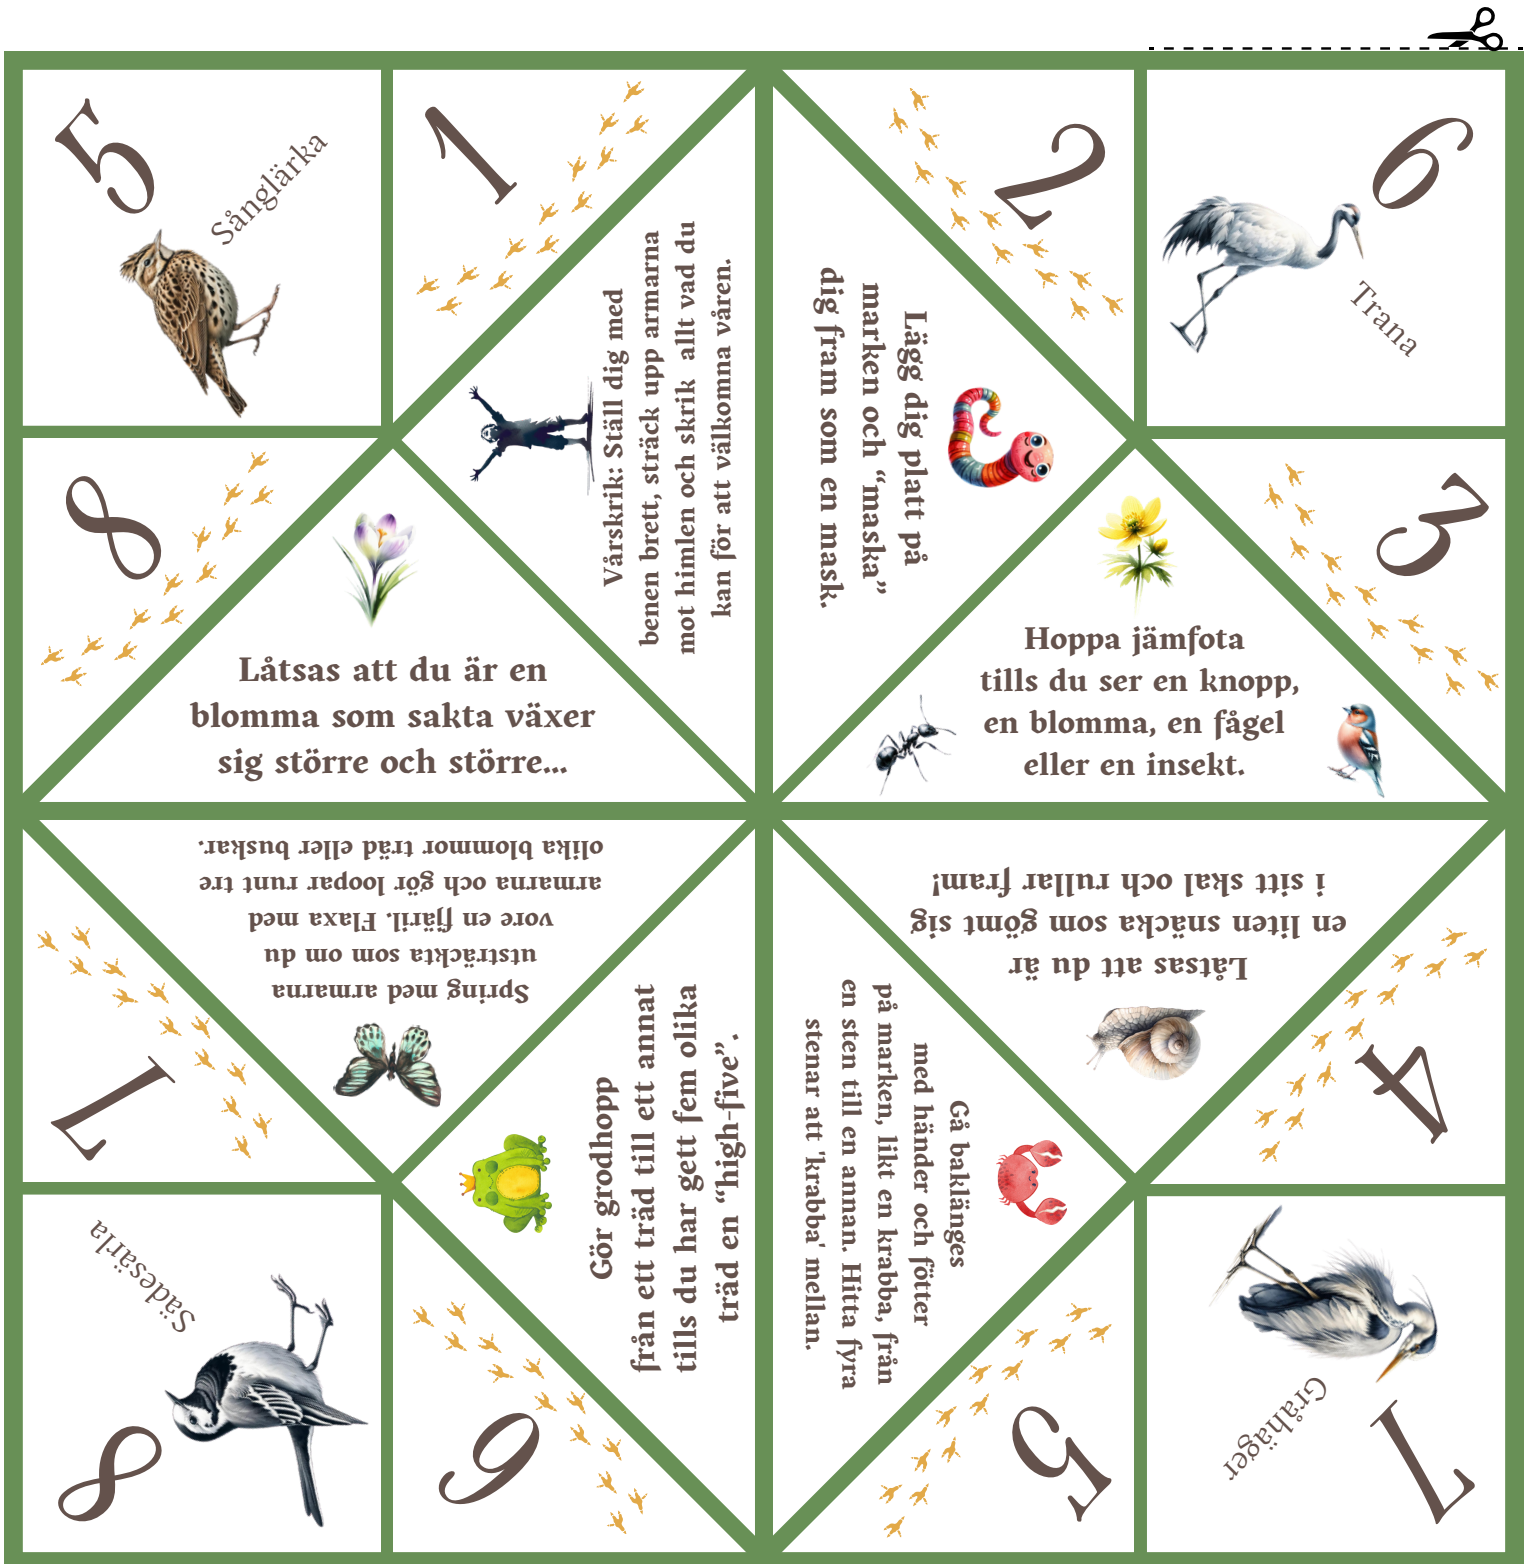 5
Sånglärka
1
2
6
Trana
Vårskrik: Ställ dig med
benen brett, sträck upp armarna
mot himlen och skrik allt vad du
kan för att välkomna våren.
Lägg dig platt på
marken och “maska”
dig fram som en mask.
8
3
Låtsas att du är en
blomma som sakta växer
sig större och större...
Hoppa jämfota
tills du ser en knopp,
en blomma, en fågel
eller en insekt.
Spring med armarna
utsträckta som om du
vore en fjäril. Flaxa med
armarna och gör loopar runt tre
olika blommor träd eller buskar.
Låtsas att du är
en liten snäcka som gömt sig
i sitt skal och rullar fram!
7
4
Gör grodhopp
från ett träd till ett annat
tills du har gett fem olika
träd en “high-five”.
Gå baklänges
med händer och fötter
på marken, likt en krabba, från
en sten till en annan. Hitta fyra
stenar att 'krabba' mellan.
Sädesärla
8
6
5
Gråhäger
7